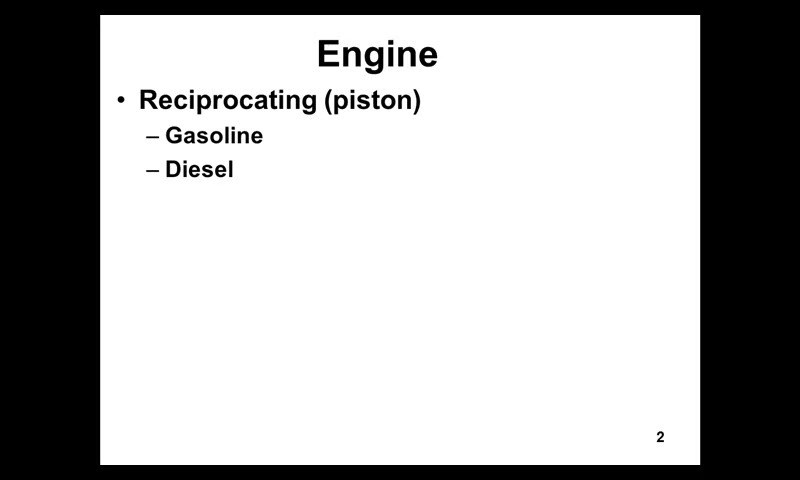 Engine
• Reciprocating (piston)
– Gasoline
– Diesel
2